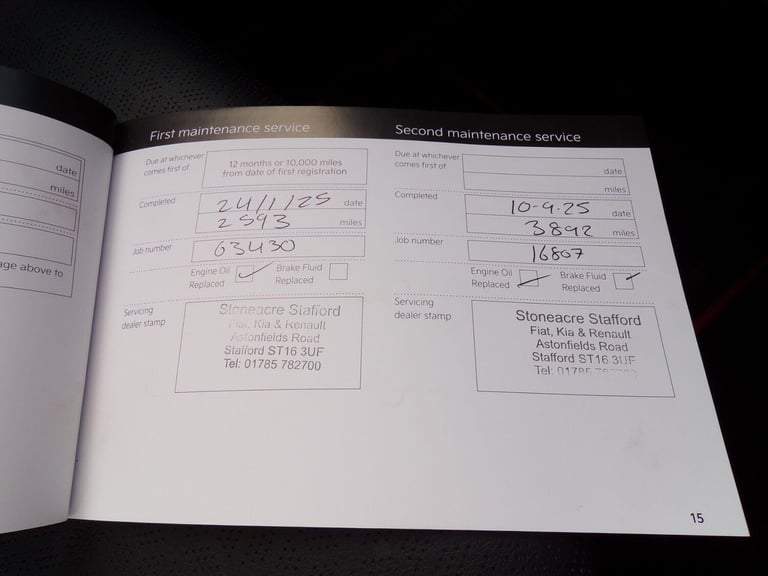 date
miles
age above to
First maintenance service
Due at whichever
comes first of
12 months or 10,000 miles
from date of first registration
Completed
24/1/25 date
2593 miles
Job number
63430
Engine Oil
Replaced
Brake Fluid
Replaced
Servicing
dealer stamp
Stoneacre Stafford
Fiat, Kia & Renault
Astonfields Road
Stafford ST16 3UF
Tel: 01785 782700
Second maintenance service
Due at whichever
comes first of
date
miles
Completed
10-9-25 date
3892 miles
Job number
16807
Engine Oil
Replaced
Brake Fluid
Replaced
Servicing
dealer stamp
Stoneacre Stafford
Fiat, Kia & Renault
Astonfields Road
Stafford ST16 3UF
Tel: 01785
15